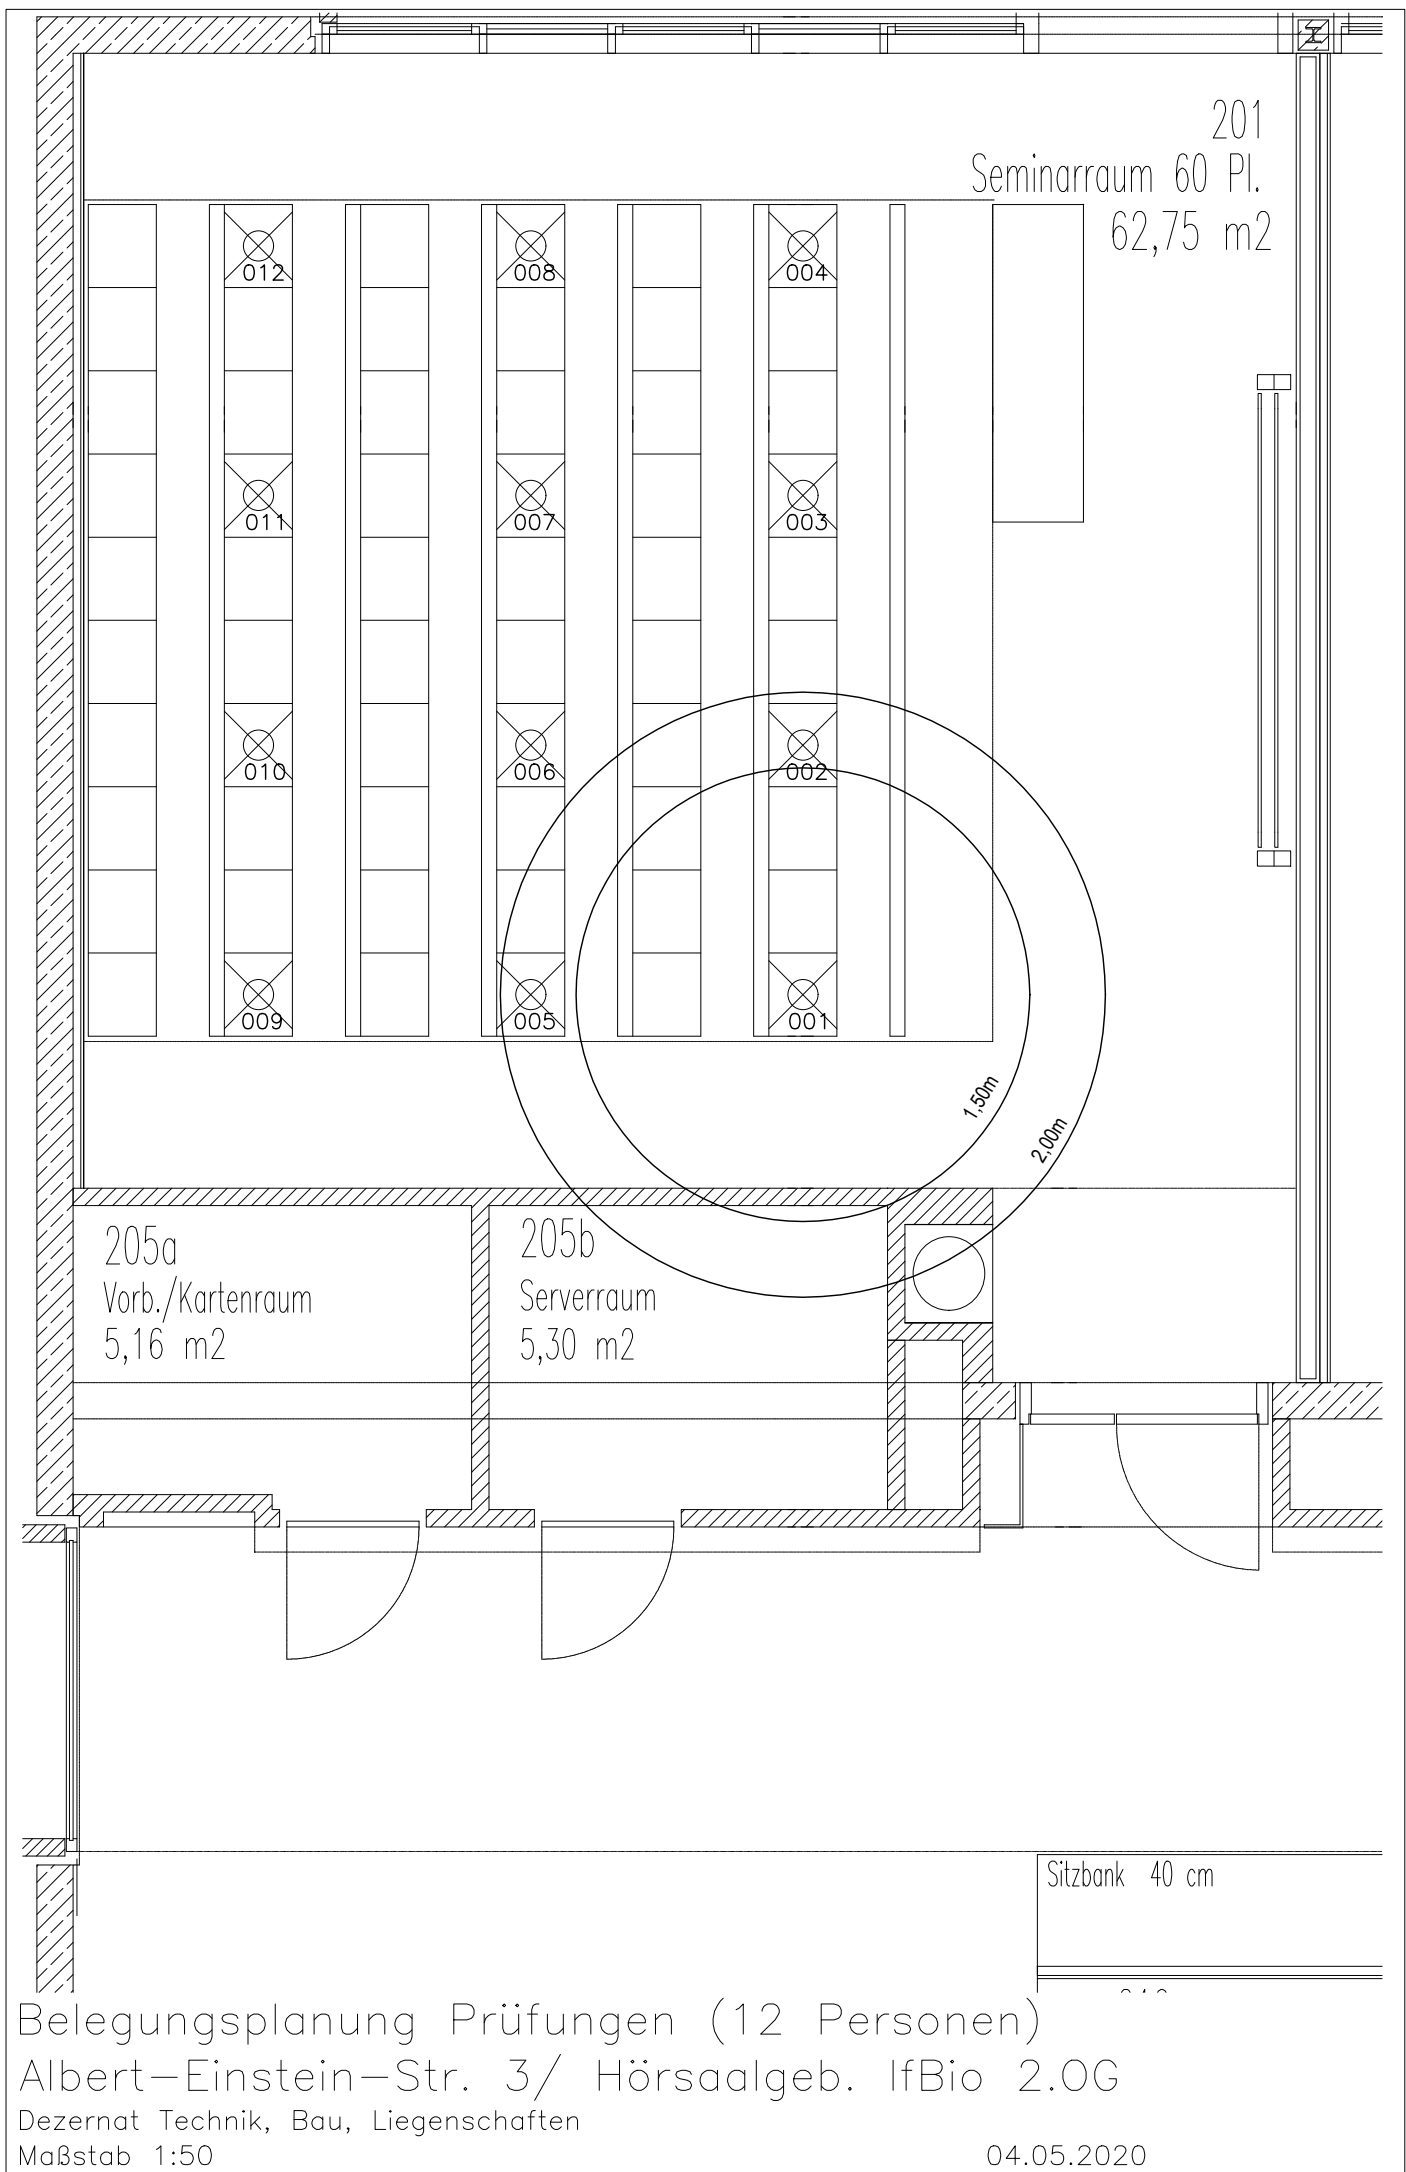 201
Seminarraum 60 Pl.
62,75 m2
012
008
004
011
007
003
010
006
002
009
005
001
1,50m
2,00m
205a
Vorb./Kartenraum
5,16 m2
205b
Serverraum
5,30 m2
Sitzbank 40 cm
Belegungsplanung Prüfungen (12 Personen)
Albert-Einstein-Str. 3/ Hörsaalgeb. IfBio 2.OG
Dezernat Technik, Bau, Liegenschaften
Maßstab 1:50
04.05.2020